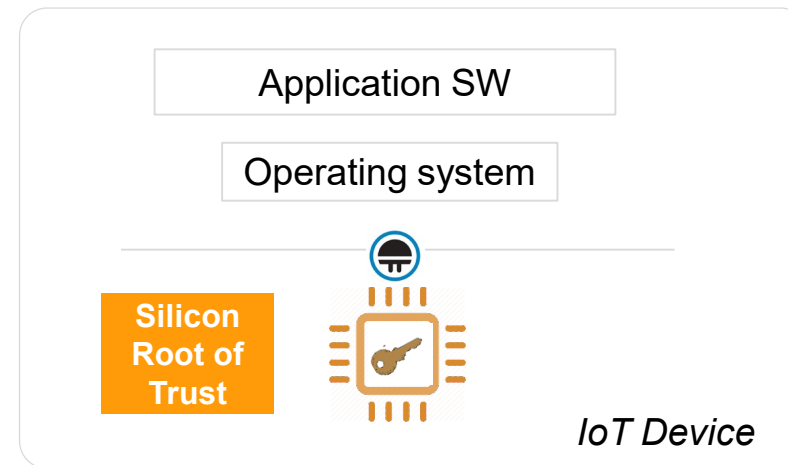 Application SW
Operating system
Silicon
Root of
Trust
IoT Device